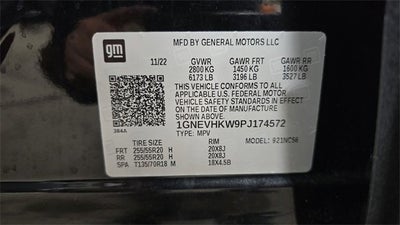 gm
MFD BY GENERAL MOTORS LLC
11/22 GVWR GAWR FRT GAWR RR
2800 KG 1450 KG 1600 KG
6173 LB 3196 LB 3527 LB
THIS VEHICLE CONFORMS TO ALL
APPLICABLE U.S. FEDERAL MOTOR
VEHICLE SAFETY STANDARDS IN
EFFECT ON THE DATE OF MANUFACTURE
SHOWN ABOVE.
1GNEVHKW9PJ174572
384A TYPE: MPV MODEL: 921NC56
TIRE RIM
FRT 255/55R20 H 20X8J
RR 255/55R20 H 20X8J
SPA T135/70R18 M 18X4.5B